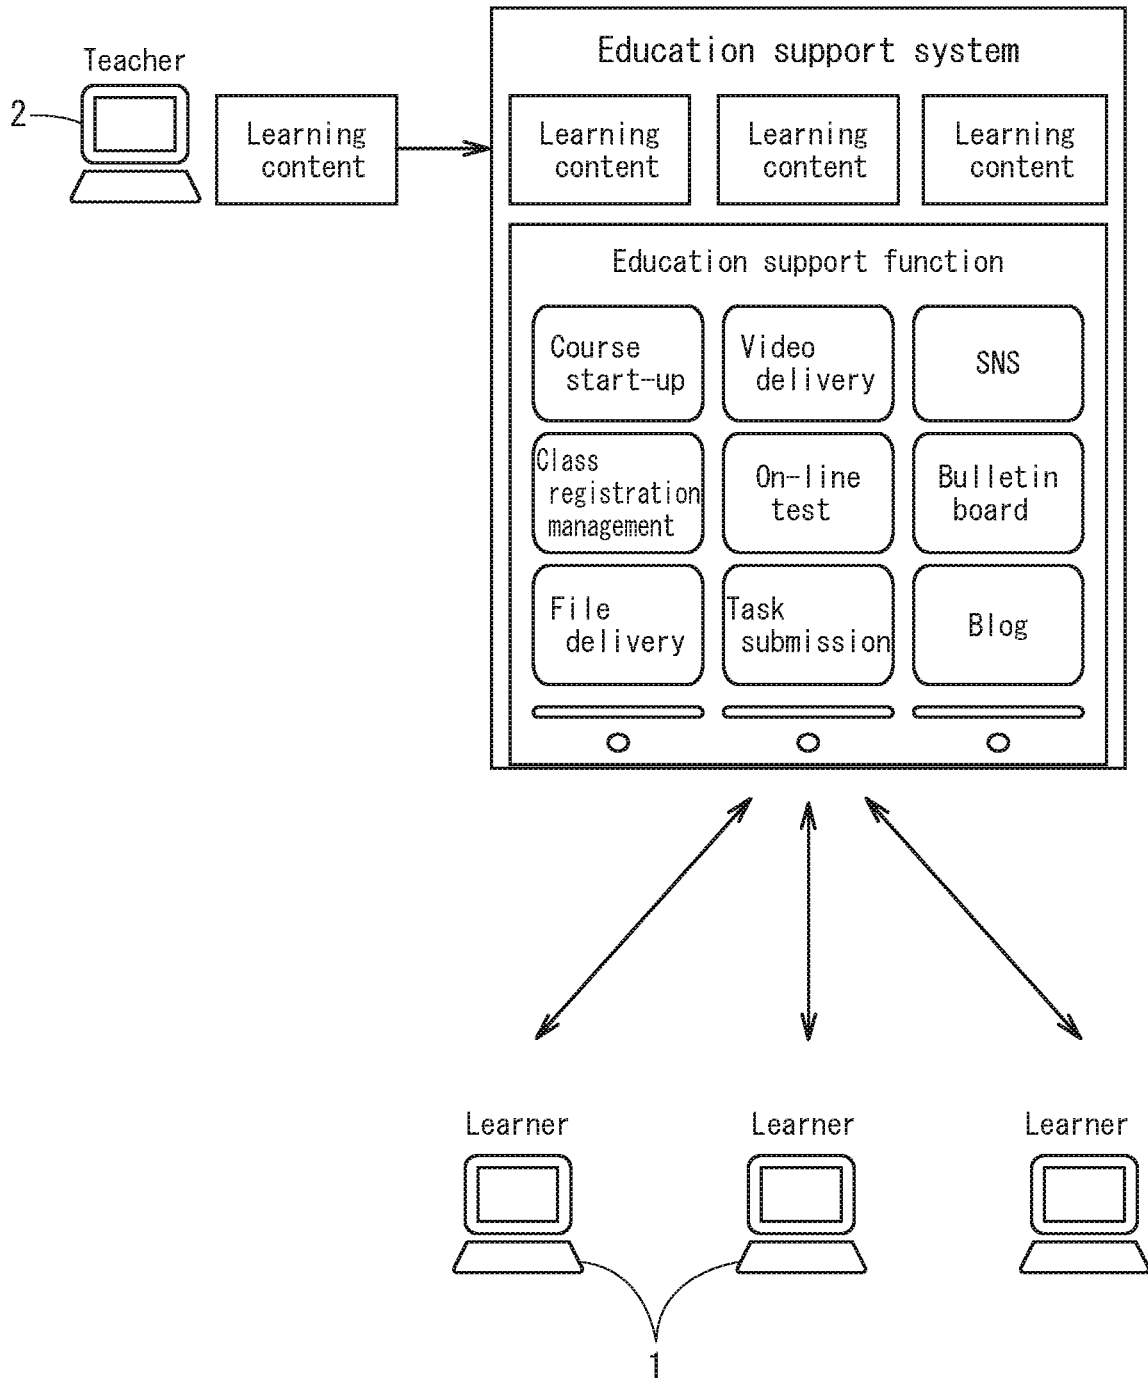 Education support system
Teacher
2
Learning
content
Learning
content
Learning
content
Learning
content
Education support function
Course
start-up
Video
delivery
SNS
Class
registration
management
On-line
test
Bulletin
board
File
delivery
Task
submission
Blog
Learner
Learner
Learner
1